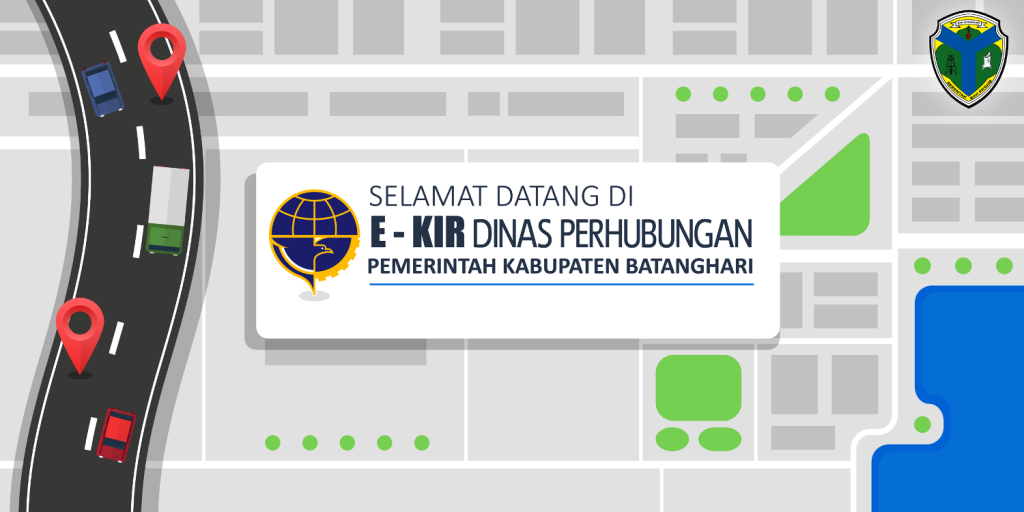 SELAMAT DATANG DI
E - KIR DINAS PERHUBUNGAN
PEMERINTAH KABUPATEN BATANGHARI